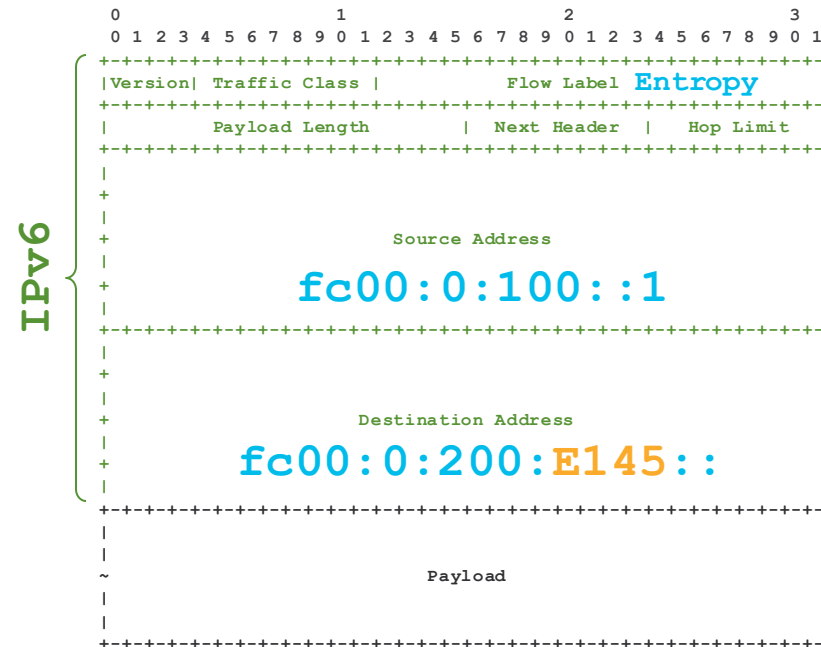 0 1 2 3
0 1 2 3 4 5 6 7 8 9 0 1 2 3 4 5 6 7 8 9 0 1 2 3 4 5 6 7 8 9 0 1
+-+-+-+-+-+-+-+-+-+-+-+-+-+-+-+-+-+-+-+-+-+-+-+-+-+-+-+-+-+-+-+-
|Version| Traffic Class | Flow Label Entropy
+-+-+-+-+-+-+-+-+-+-+-+-+-+-+-+-+-+-+-+-+-+-+-+-+-+-+-+-+-+-+-+-
| Payload Length | Next Header | Hop Limit
+-+-+-+-+-+-+-+-+-+-+-+-+-+-+-+-+-+-+-+-+-+-+-+-+-+-+-+-+-+-+-+-
|
+
|
+ Source Address
|
+ fc00:0:100::1
|
+-+-+-+-+-+-+-+-+-+-+-+-+-+-+-+-+-+-+-+-+-+-+-+-+-+-+-+-+-+-+-+-
|
+
|
+ Destination Address
|
+ fc00:0:200:E145::
|
+-+-+-+-+-+-+-+-+-+-+-+-+-+-+-+-+-+-+-+-+-+-+-+-+-+-+-+-+-+-+-+-
|
|
~ Payload
|
|
+-+-+-+-+-+-+-+-+-+-+-+-+-+-+-+-+-+-+-+-+-+-+-+-+-+-+-+-+-+-+-+-
IPv6